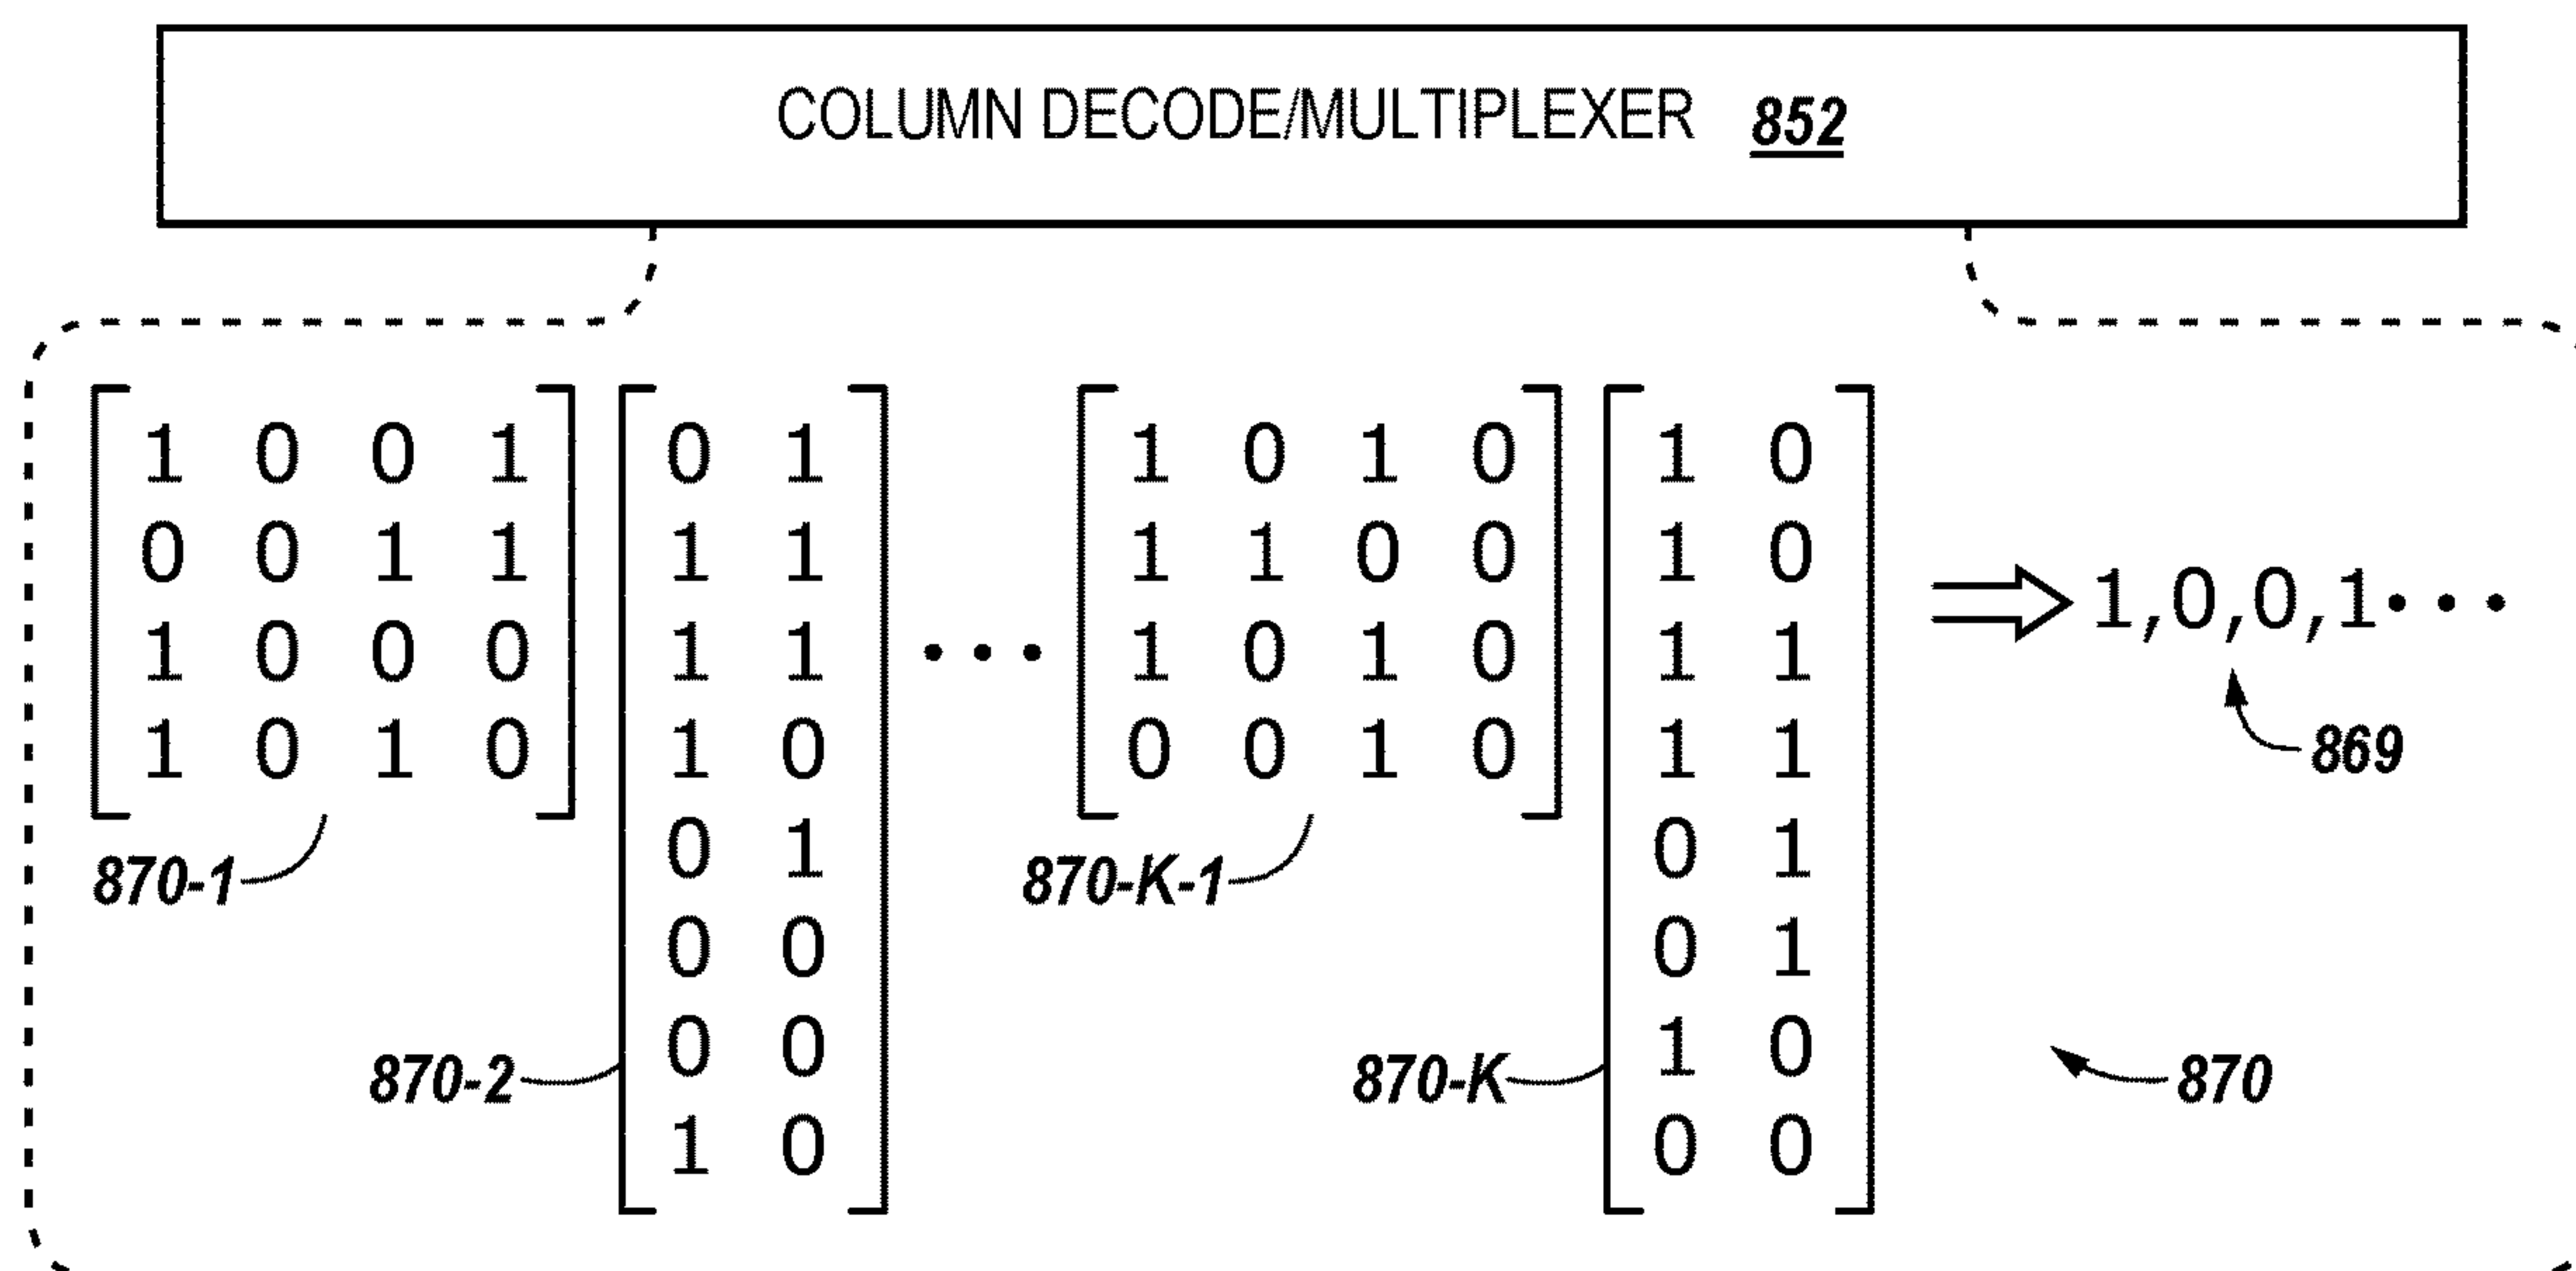 COLUMN DECODE/MULTIPLEXER 852
1 0 0 1 0 1 1 0 1 0 1 0
0 0 1 1 1 1 1 1 0 0 1 0
1,0,0,1•••
1 0 0 0 1 1 ••• 1 0 1 0 1 1
1 0 1 0 1 0 0 0 1 0 1 1
869
0 1 0 1
870-1 870-K-1
0 0 0 1
0 0 1 0
870-2 870-K 870
1 0 0 0